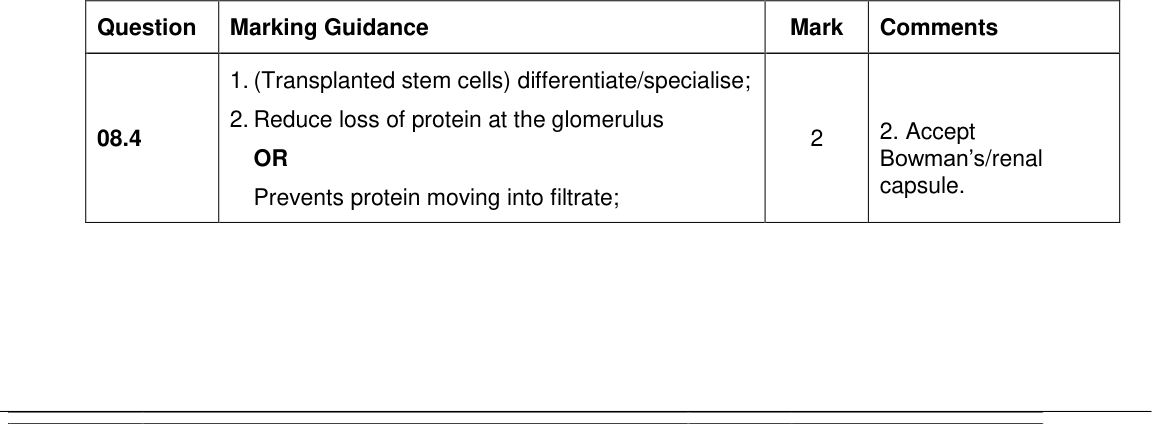 Question Marking Guidance Mark Comments
1. (Transplanted stem cells) differentiate/specialise;
2. Reduce loss of protein at the glomerulus
OR
Prevents protein moving into filtrate;
08.4
2
2. Accept
Bowman’s/renal
capsule.